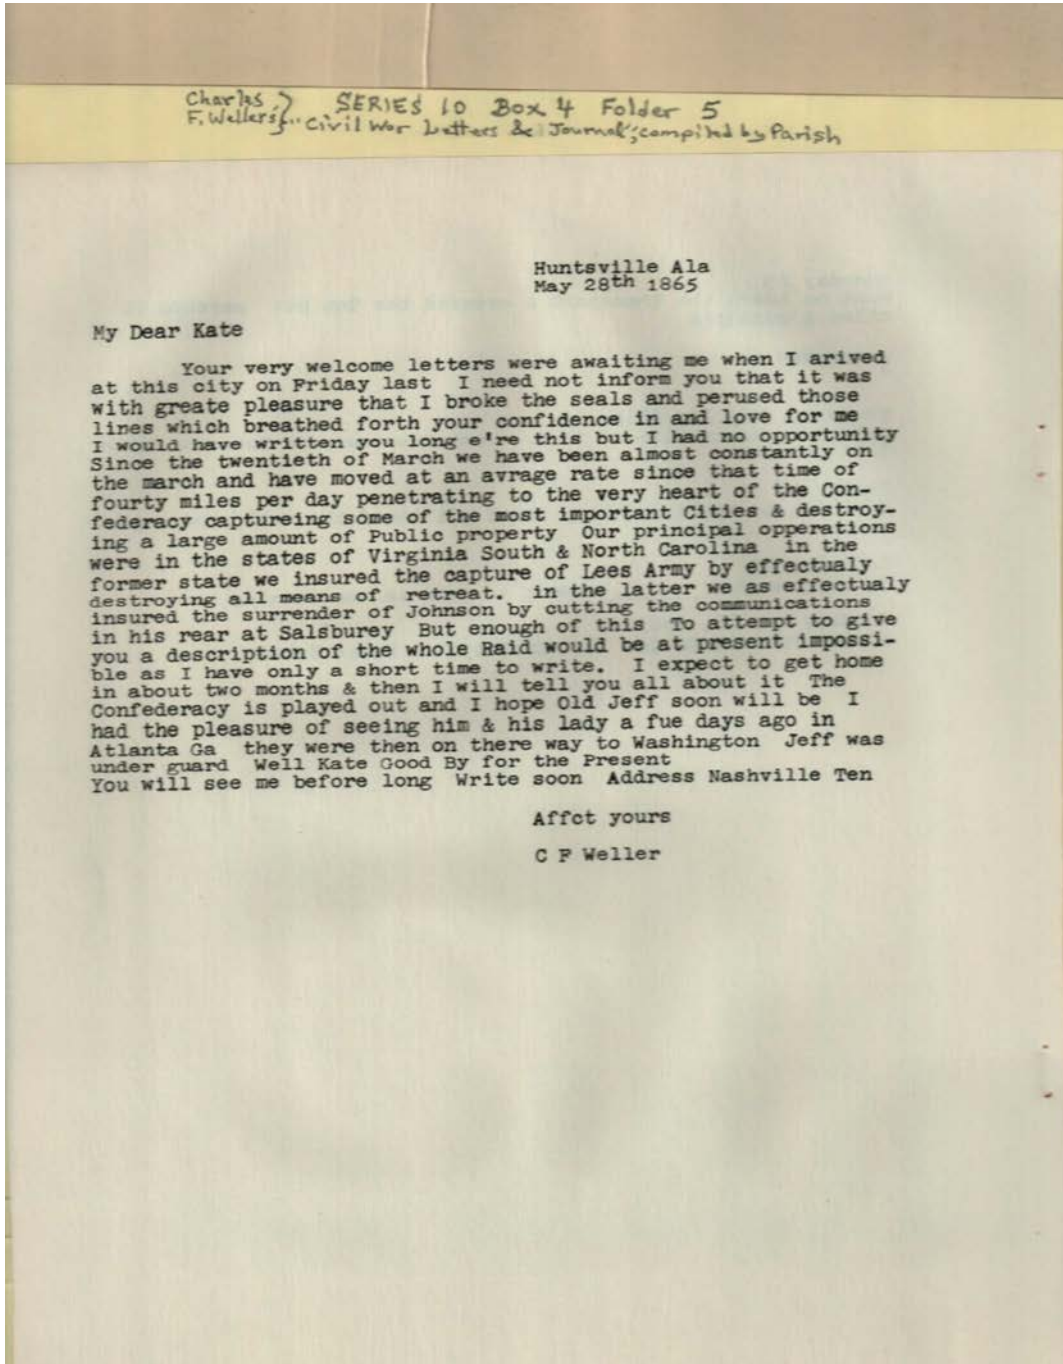 Charles } SERIES 10 Box 4 Folder 5
F. Wellers } "Civil War Letters & Journal"; compiled by Parish
Huntsville Ala
May 28th 1865
My Dear Kate
Your very welcome letters were awaiting me when I arived
at this city on Friday last I need not inform you that it was
with greate pleasure that I broke the seals and perused those
lines which breathed forth your confidence in and love for me
I would have written you long e're this but I had no opportunity
Since the twentieth of March we have been almost constantly on
the march and have moved at an avrage rate since that time of
fourty miles per day penetrating to the very heart of the Con-
federacy captureing some of the most important Cities & destroy-
ing a large amount of Public property Our principal opperations
were in the states of Virginia South & North Carolina in the
former state we insured the capture of Lees Army by effectualy
destroying all means of retreat. in the latter we as effectualy
insured the surrender of Johnson by cutting the communications
in his rear at Salsburey But enough of this To attempt to give
you a description of the whole Raid would be at present impossi-
ble as I have only a short time to write. I expect to get home
in about two months & then I will tell you all about it The
Confederacy is played out and I hope Old Jeff soon will be I
had the pleasure of seeing him & his lady a fue days ago in
Atlanta Ga they were then on there way to Washington Jeff was
under guard Well Kate Good By for the Present
You will see me before long Write soon Address Nashville Ten
Affct yours
C F Weller